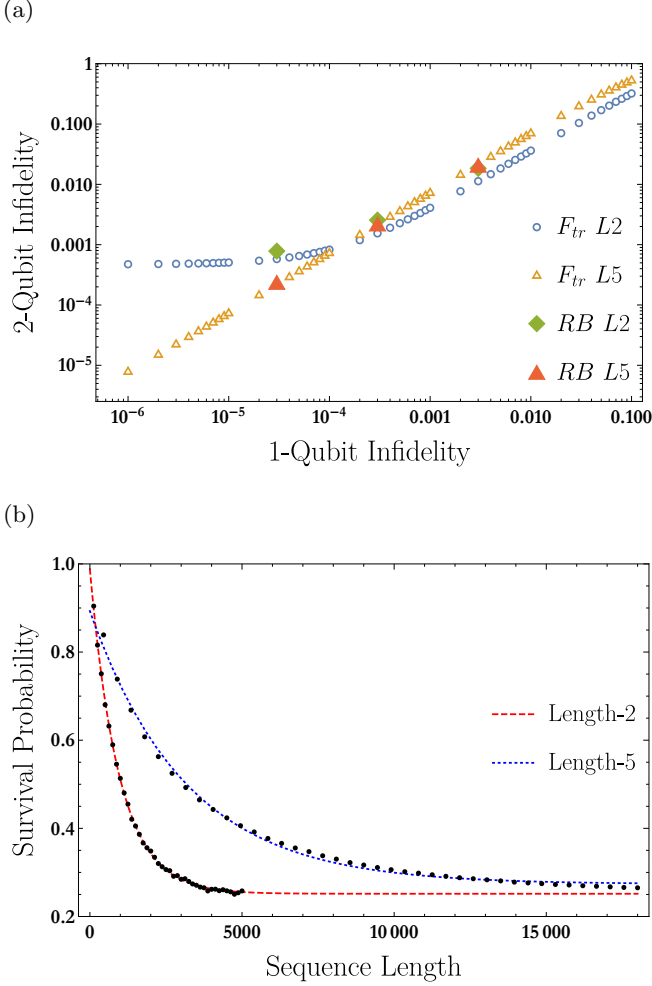 (a)
2-Qubit Infidelity
1
0.100
0.010
0.001
10⁻⁴
10⁻⁵
F_tr L2
F_tr L5
RB L2
RB L5
10⁻⁶ 10⁻⁵ 10⁻⁴ 0.001 0.010 0.100
1-Qubit Infidelity
(b)
Survival Probability
1.0
0.8
0.6
0.4
0.2
Length-2
Length-5
0 5000 10 000 15 000
Sequence Length